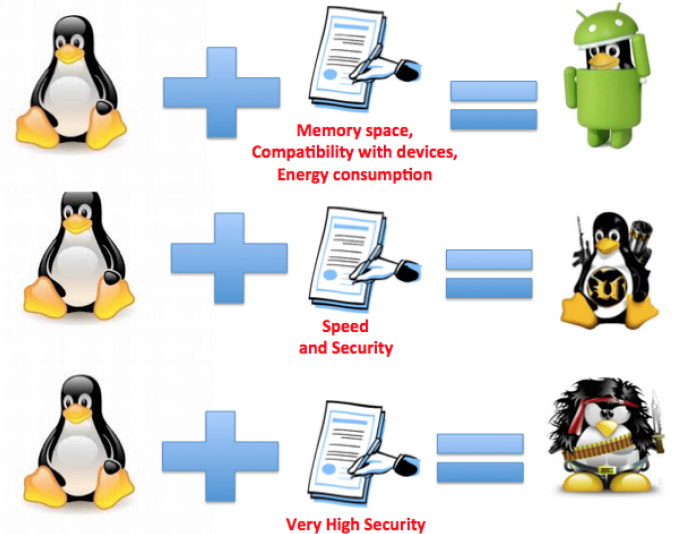 Memory space,
Compatibility with devices,
Energy consumption
Speed
and Security
Very High Security